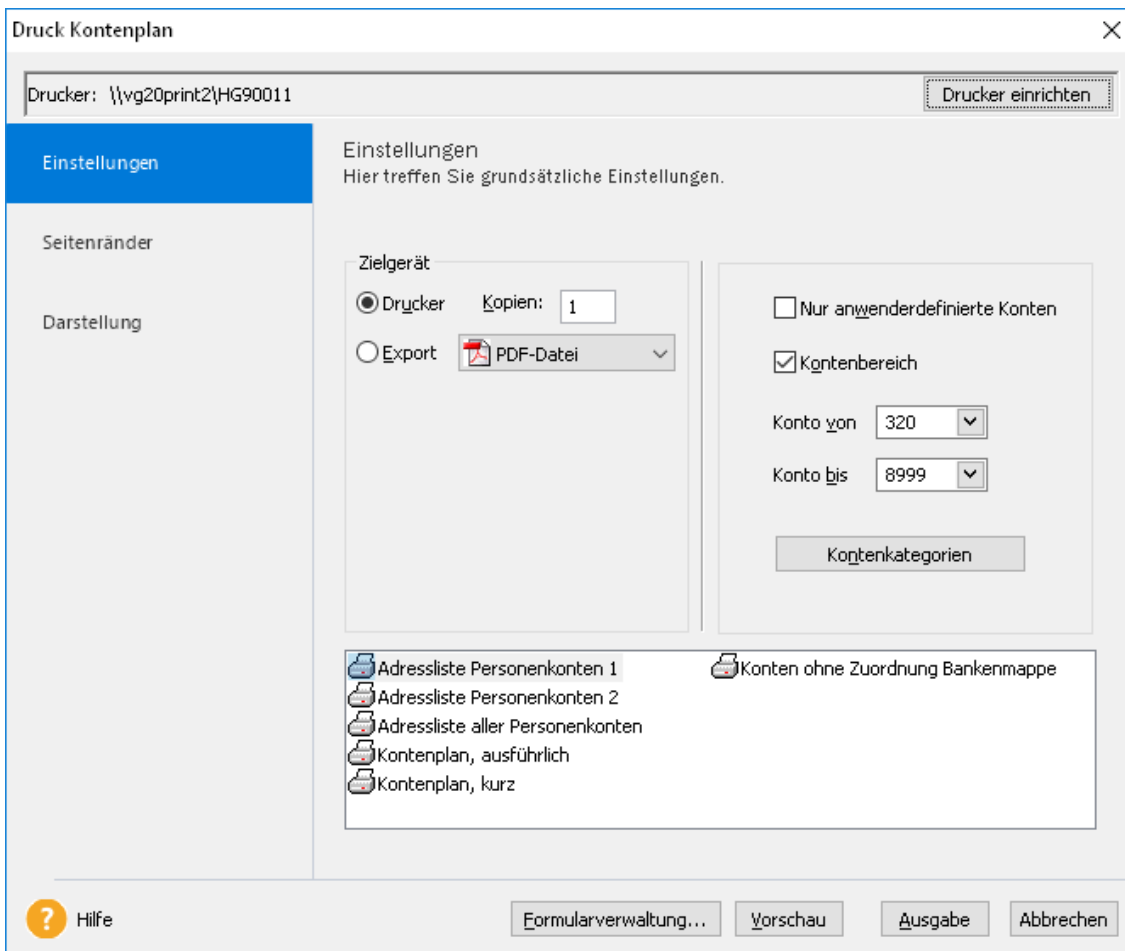 Druck Kontenplan
Drucker: \\vg20print2\HG90011
Drucker einrichten
Einstellungen
Seitenränder
Darstellung
Einstellungen
Hier treffen Sie grundsätzliche Einstellungen.
Zielgerät
Drucker Kopien: 1
Export PDF-Datei
Nur anwenderdefinierte Konten
Kontenbereich
Konto von 320
Konto bis 8999
Kontenkategorien
Adressliste Personenkonten 1
Adressliste Personenkonten 2
Adressliste aller Personenkonten
Kontenplan, ausführlich
Kontenplan, kurz
Konten ohne Zuordnung Bankenmappe
? Hilfe
Formularverwaltung...
Vorschau
Ausgabe
Abbrechen